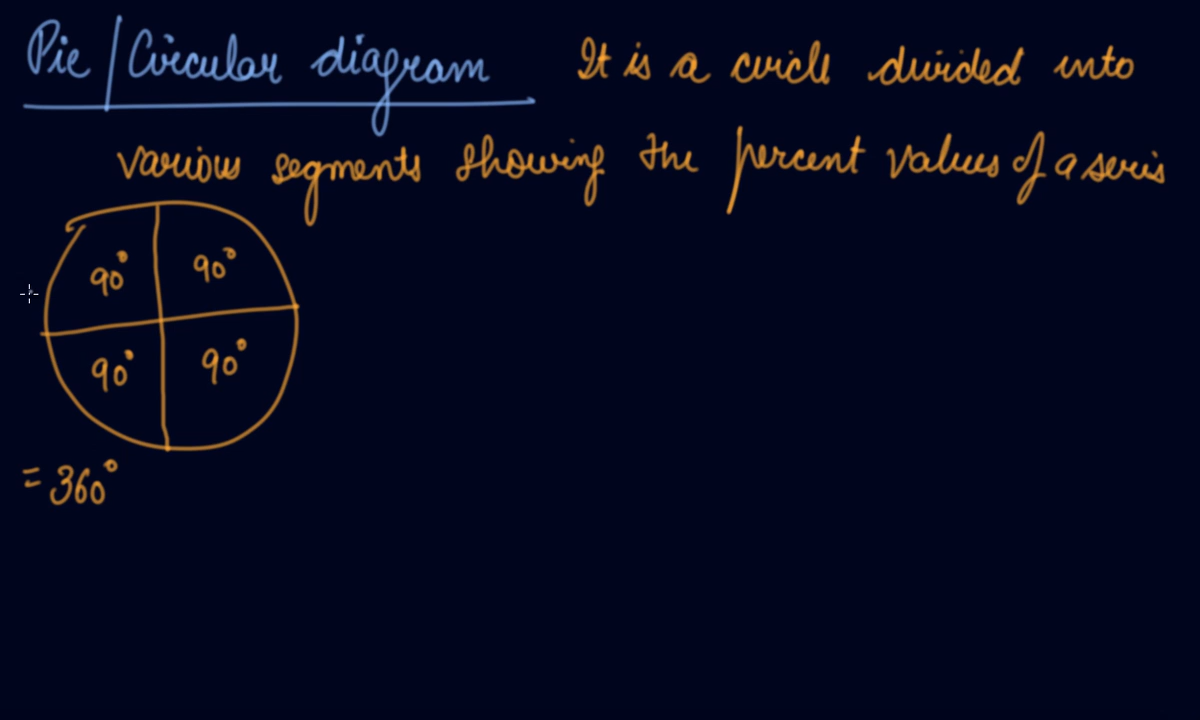 Pie/Circular diagram It is a circle divided into
various segments showing the percent values of a series
90° 90°
90° 90°
= 360°